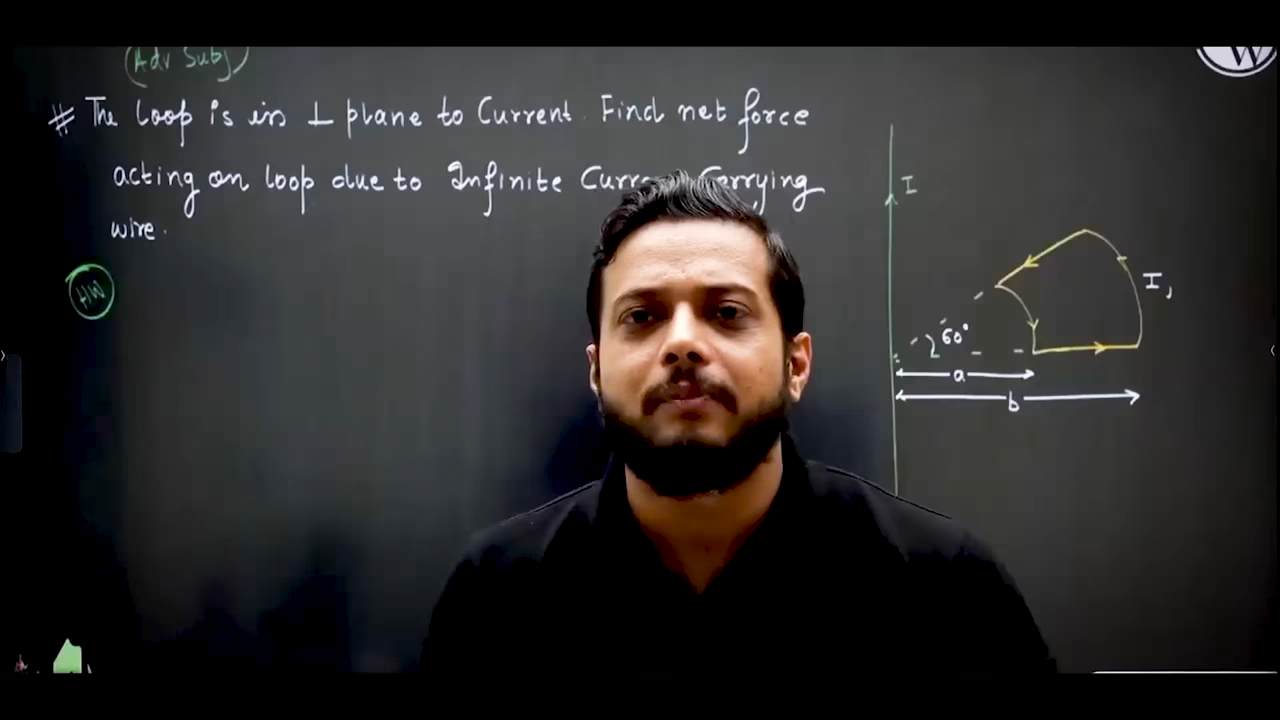 (Adv Subj)
# The loop is in ⊥ plane to Current. Find net force
acting on loop due to Infinite Carrying
wire.
HW
I
I₁
60°
a
b
W